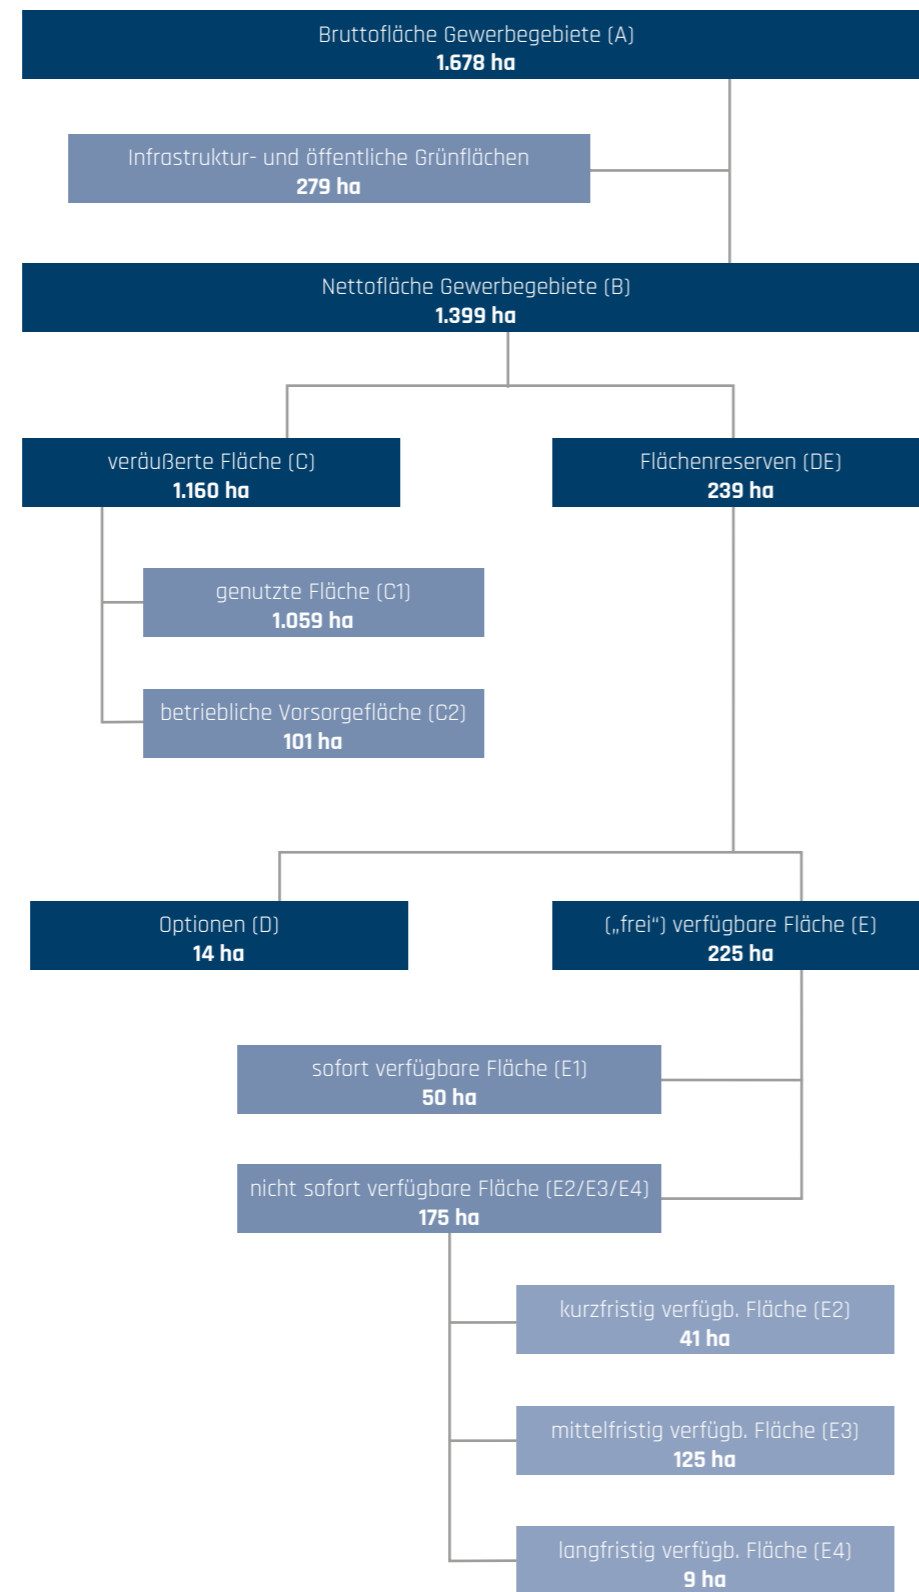 Bruttofläche Gewerbegebiete (A)
1.678 ha
Infrastruktur- und öffentliche Grünflächen
279 ha
Nettofläche Gewerbegebiete (B)
1.399 ha
veräußerte Fläche (C)
1.160 ha
Flächenreserven (DE)
239 ha
genutzte Fläche (C1)
1.059 ha
betriebliche Vorsorgefläche (C2)
101 ha
Optionen (D)
14 ha
(„frei“) verfügbare Fläche (E)
225 ha
sofort verfügbare Fläche (E1)
50 ha
nicht sofort verfügbare Fläche (E2/E3/E4)
175 ha
kurzfristig verfügb. Fläche (E2)
41 ha
mittelfristig verfügb. Fläche (E3)
125 ha
langfristig verfügb. Fläche (E4)
9 ha